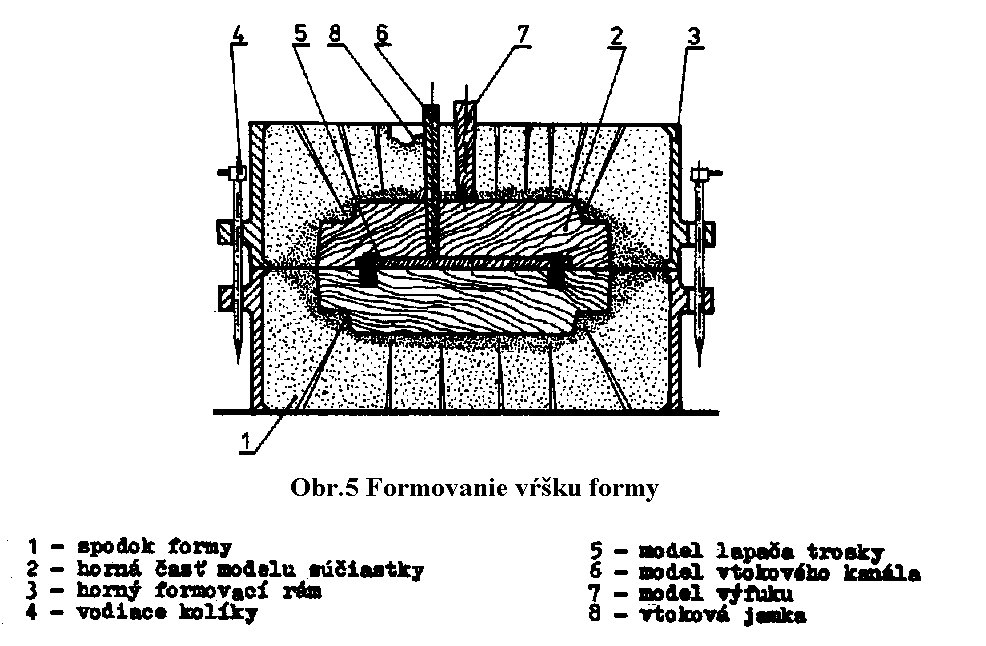 4 5 8 6 7 2 3
1
Obr.5 Formovanie vŕšku formy
1 - spodok formy
2 - horná časť modelu súčiastky
3 - horný formovací rám
4 - vodiace kolíky
5 - model lapača trosky
6 - model vtokového kanála
7 - model výfuku
8 - vtoková jamka